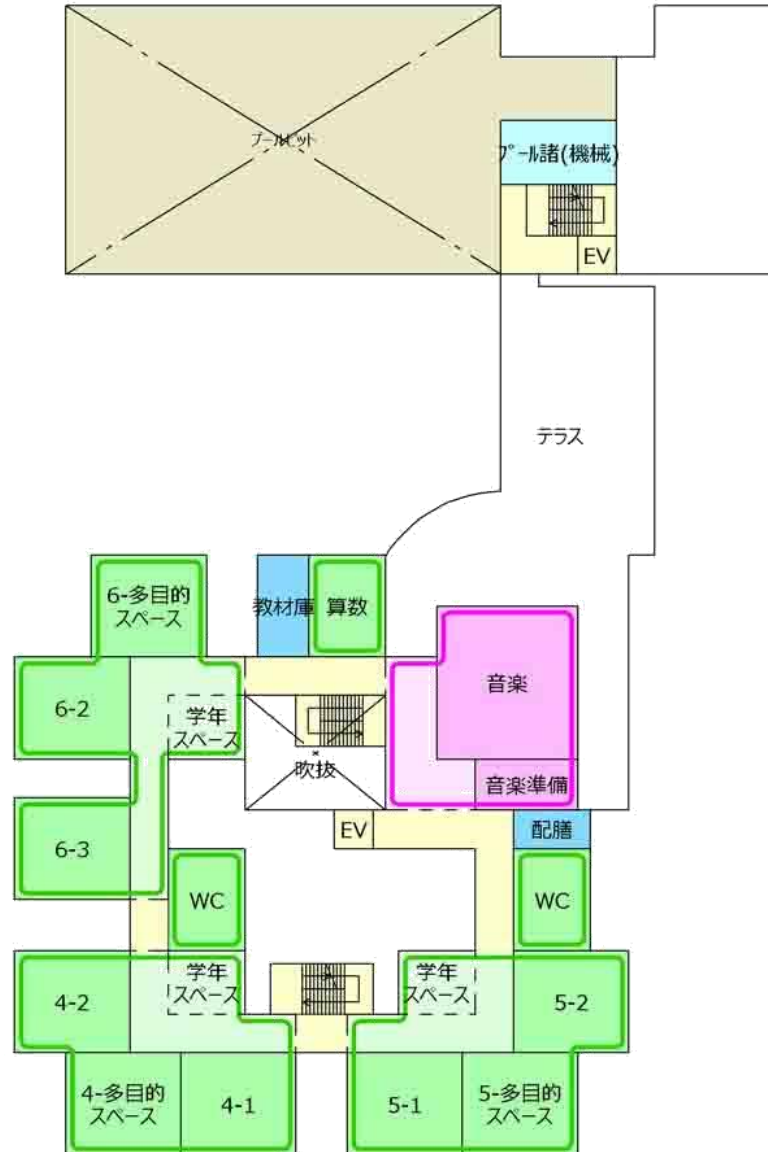 プールピット
プール諸(機械)
EV
テラス
6-多目的
スペース
教材庫
算数
6-2
学年
スペース
音楽
吹抜
音楽準備
6-3
EV
配膳
WC
WC
4-2
学年
スペース
学年
スペース
5-2
4-多目的
スペース
4-1
5-1
5-多目的
スペース